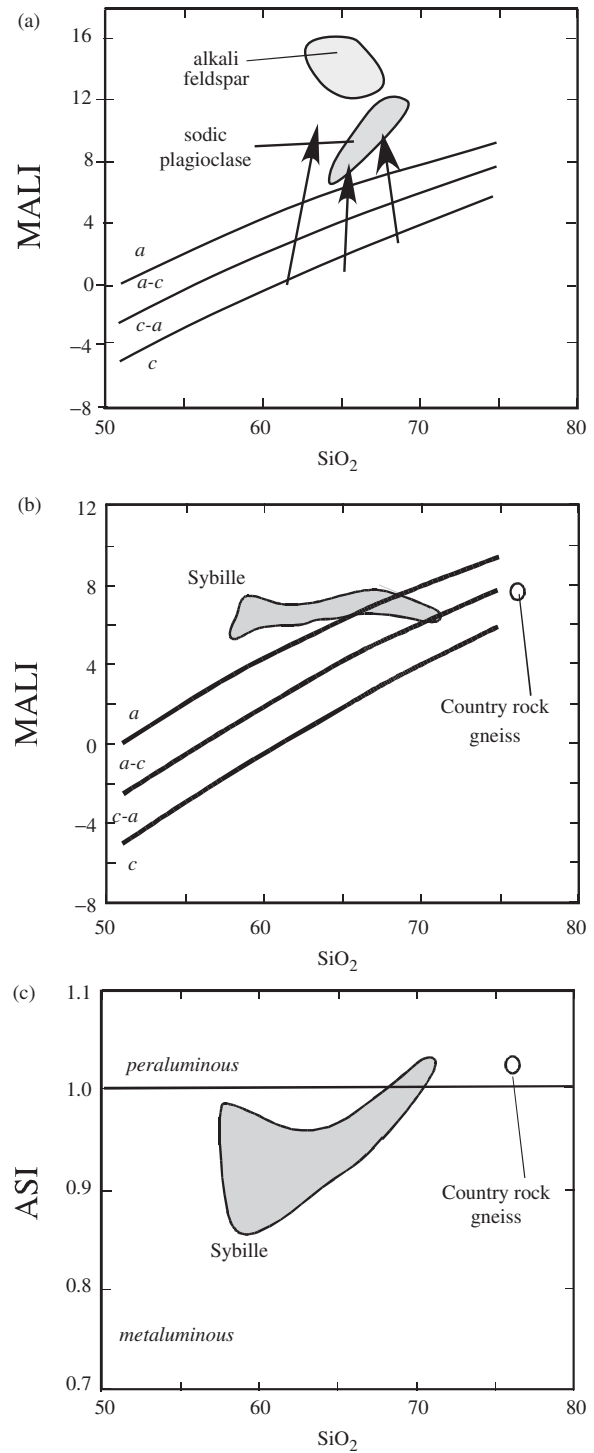 (a)
16
12
8
4
0
−4
−8
MALI
alkali
feldspar
sodic
plagioclase
a
a-c
c-a
c
50
60
70
80
SiO2
(b)
12
8
4
0
−4
−8
MALI
Sybille
Country rock
gneiss
a
a-c
c-a
c
50
60
70
80
SiO2
(c)
1.1
1.0
0.9
0.8
0.7
ASI
peraluminous
Country rock
gneiss
Sybille
metaluminous
50
60
70
80
SiO2